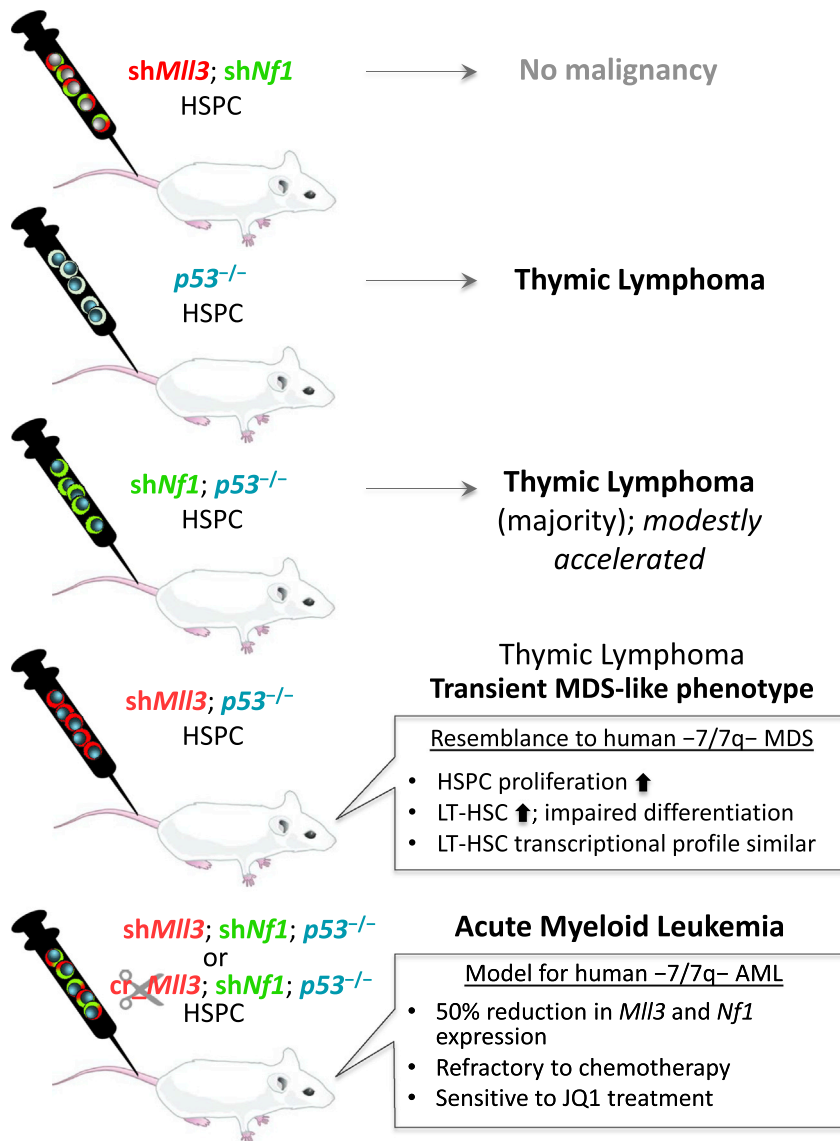 shMll3; shNf1
HSPC
No malignancy
p53−/−
HSPC
Thymic Lymphoma
shNf1; p53−/−
HSPC
Thymic Lymphoma
(majority); modestly
accelerated
shMll3; p53−/−
HSPC
Thymic Lymphoma
Transient MDS-like phenotype
Resemblance to human −7/7q− MDS
• HSPC proliferation ⬆
• LT-HSC ⬆; impaired differentiation
• LT-HSC transcriptional profile similar
shMll3; shNf1; p53−/−
or
cr_Mll3; shNf1; p53−/−
HSPC
Acute Myeloid Leukemia
Model for human −7/7q− AML
• 50% reduction in Mll3 and Nf1
expression
• Refractory to chemotherapy
• Sensitive to JQ1 treatment